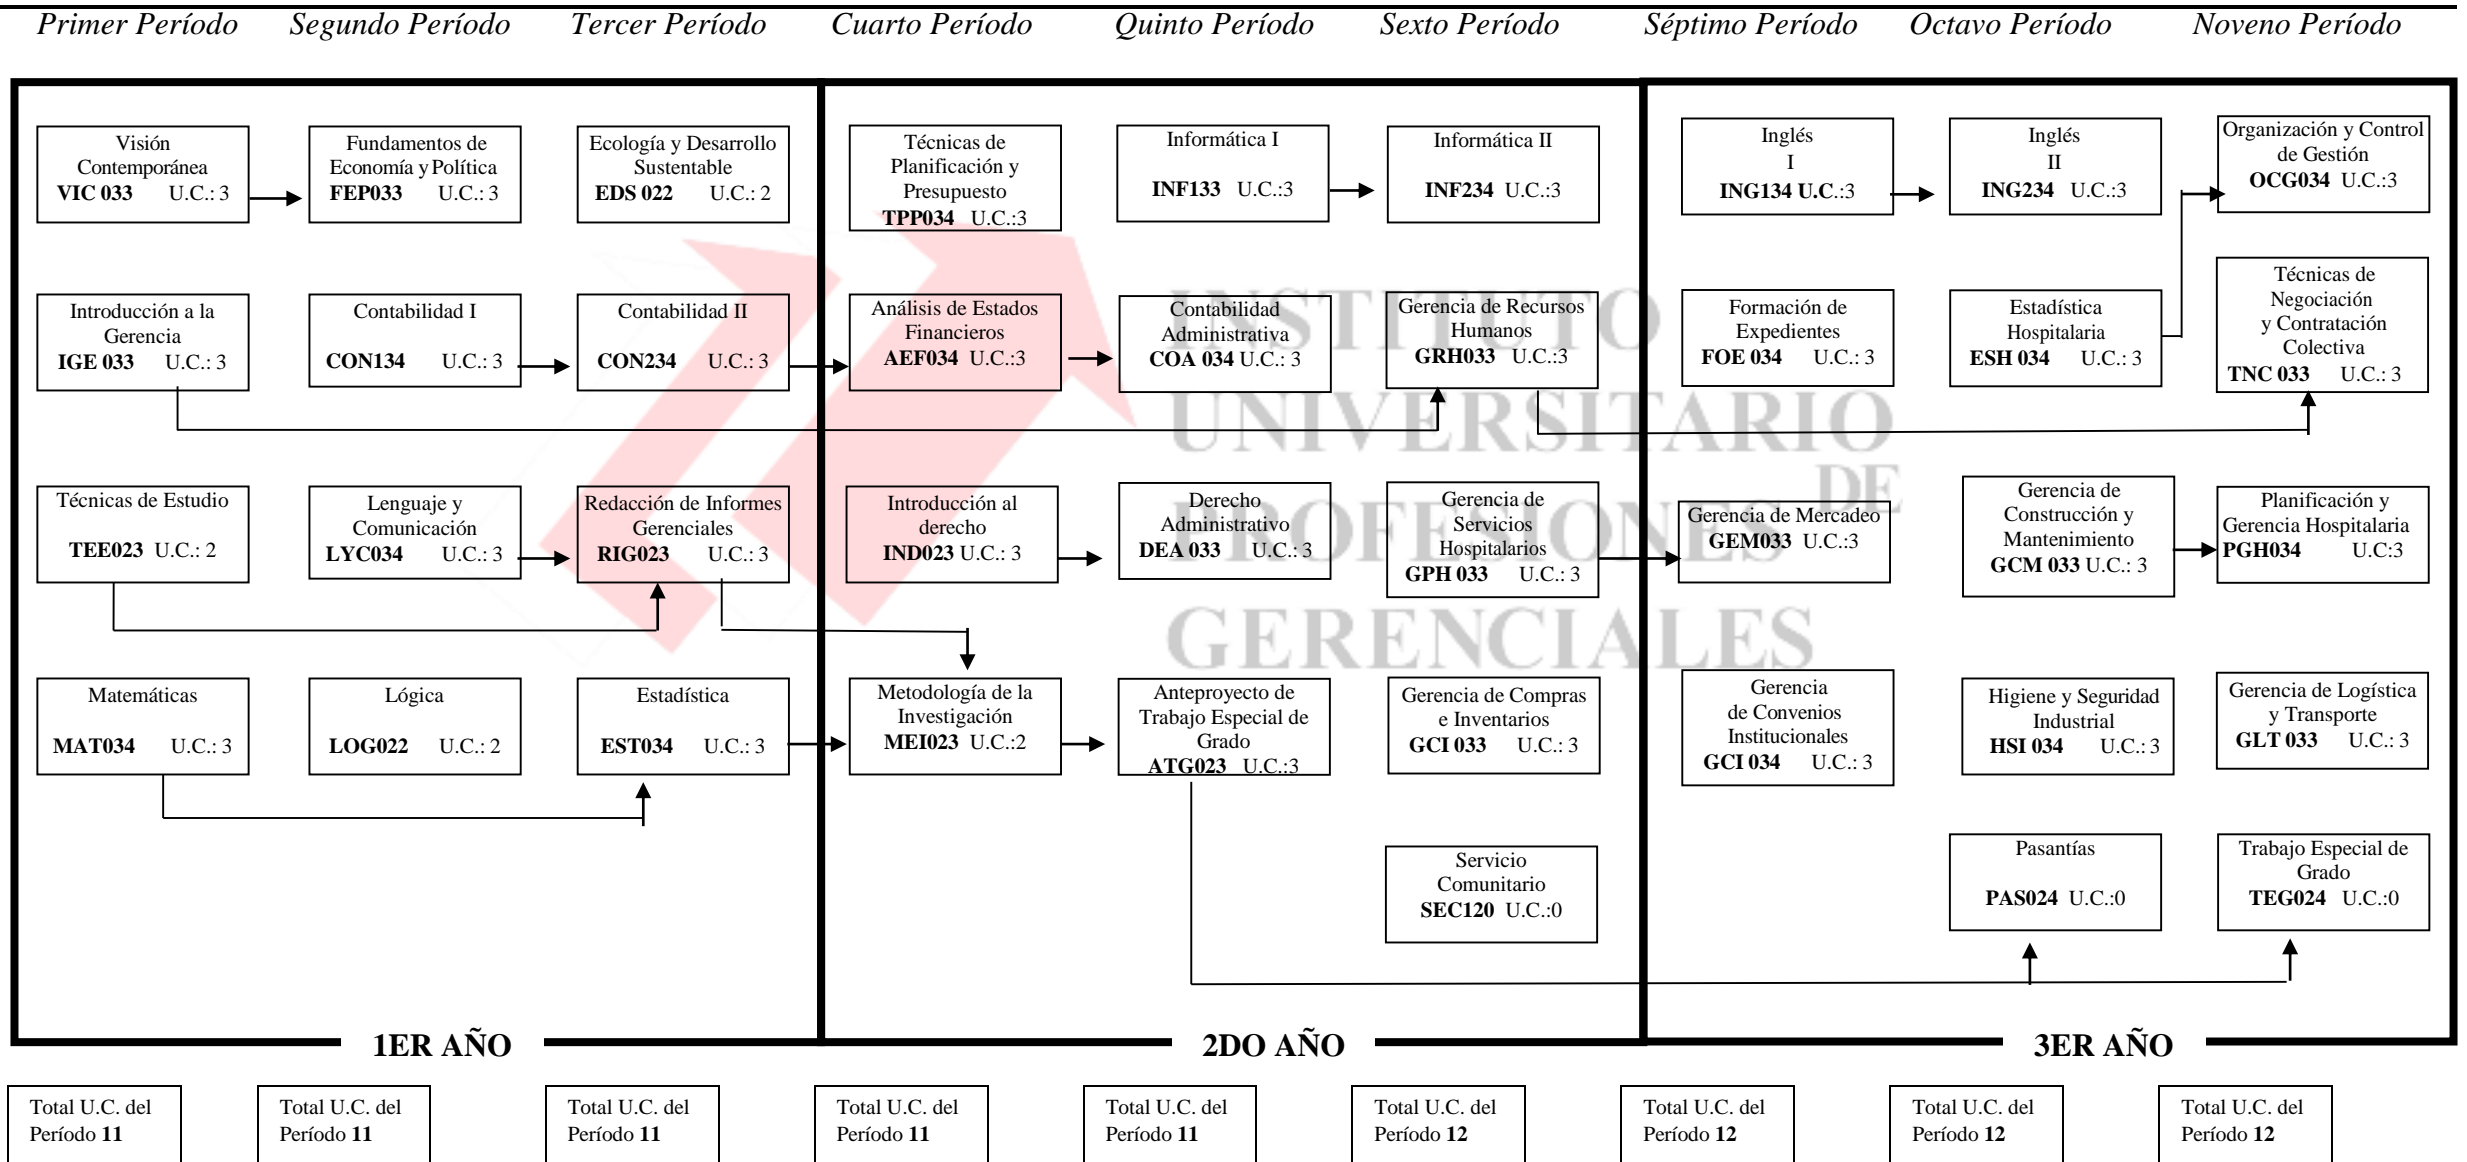 Primer Período
Segundo Período
Tercer Período
Cuarto Período
Quinto Período
Sexto Período
Séptimo Período
Octavo Período
Noveno Período
Visión
Contemporánea
VIC 033 U.C.: 3
Fundamentos de
Economía y Política
FEP033 U.C.: 3
Ecología y Desarrollo
Sustentable
EDS 022 U.C.: 2
Técnicas de
Planificación y
Presupuesto
TPP034 U.C.:3
Informática I
INF133 U.C.:3
Informática II
INF234 U.C.:3
Inglés
I
ING134 U.C.:3
Inglés
II
ING234 U.C.:3
Organización y Control
de Gestión
OCG034 U.C.:3
Introducción a la
Gerencia
IGE 033 U.C.: 3
Contabilidad I
CON134 U.C.: 3
Contabilidad II
CON234 U.C.: 3
Análisis de Estados
Financieros
AEF034 U.C.:3
Contabilidad
Administrativa
COA 034 U.C.: 3
Gerencia de Recursos
Humanos
GRH033 U.C.:3
Formación de
Expedientes
FOE 034 U.C.: 3
Estadística
Hospitalaria
ESH 034 U.C.: 3
Técnicas de
Negociación
y Contratación
Colectiva
TNC 033 U.C.: 3
Técnicas de Estudio
TEE023 U.C.: 2
Lenguaje y
Comunicación
LYC034 U.C.: 3
Redacción de Informes
Gerenciales
RIG023 U.C.: 3
Introducción al
derecho
IND023 U.C.: 3
Derecho
Administrativo
DEA 033 U.C.: 3
Gerencia de
Servicios
Hospitalarios
GPH 033 U.C.: 3
Gerencia de Mercadeo
GEM033 U.C.:3
Gerencia de
Construcción y
Mantenimiento
GCM 033 U.C.: 3
Planificación y
Gerencia Hospitalaria
PGH034 U.C:3
Matemáticas
MAT034 U.C.: 3
Lógica
LOG022 U.C.: 2
Estadística
EST034 U.C.: 3
Metodología de la
Investigación
MEI023 U.C.:2
Anteproyecto de
Trabajo Especial de
Grado
ATG023 U.C.:3
Gerencia de Compras
e Inventarios
GCI 033 U.C.: 3
Gerencia
de Convenios
Institucionales
GCI 034 U.C.: 3
Higiene y Seguridad
Industrial
HSI 034 U.C.: 3
Gerencia de Logística
y Transporte
GLT 033 U.C.: 3
Servicio
Comunitario
SEC120 U.C.:0
Pasantías
PAS024 U.C.:0
Trabajo Especial de
Grado
TEG024 U.C.:0
INSTITUTO
UNIVERSITARIO
DE
PROFESIONES
GERENCIALES
1ER AÑO
2DO AÑO
3ER AÑO
Total U.C. del
Período 11
Total U.C. del
Período 11
Total U.C. del
Período 11
Total U.C. del
Período 11
Total U.C. del
Período 11
Total U.C. del
Período 12
Total U.C. del
Período 12
Total U.C. del
Período 12
Total U.C. del
Período 12